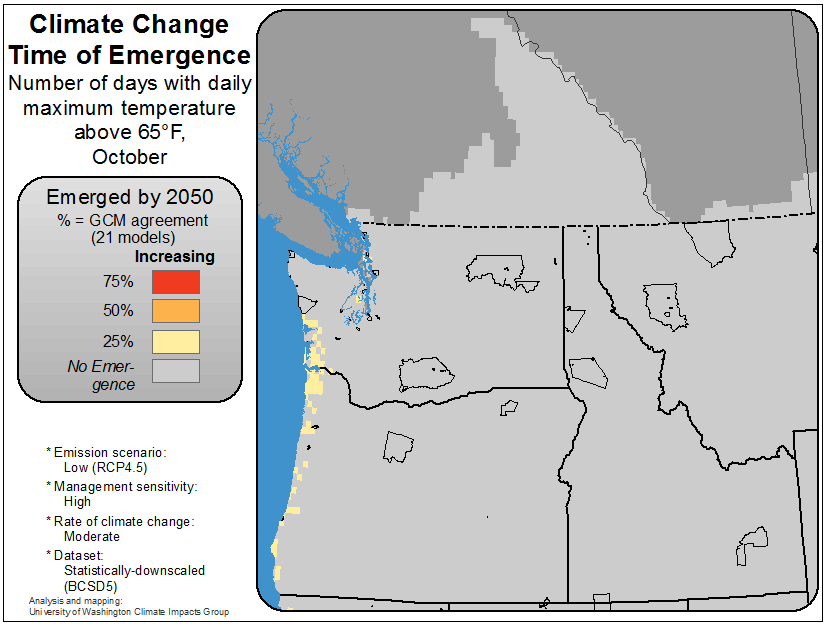 Climate Change
Time of Emergence
Number of days with daily
maximum temperature
above 65°F,
October
Emerged by 2050
% = GCM agreement
(21 models)
Increasing
75%
50%
25%
No Emer-
gence
* Emission scenario:
Low (RCP4.5)
* Management sensitivity:
High
* Rate of climate change:
Moderate
* Dataset:
Statistically-downscaled
(BCSD5)
Analysis and mapping:
University of Washington Climate Impacts Group